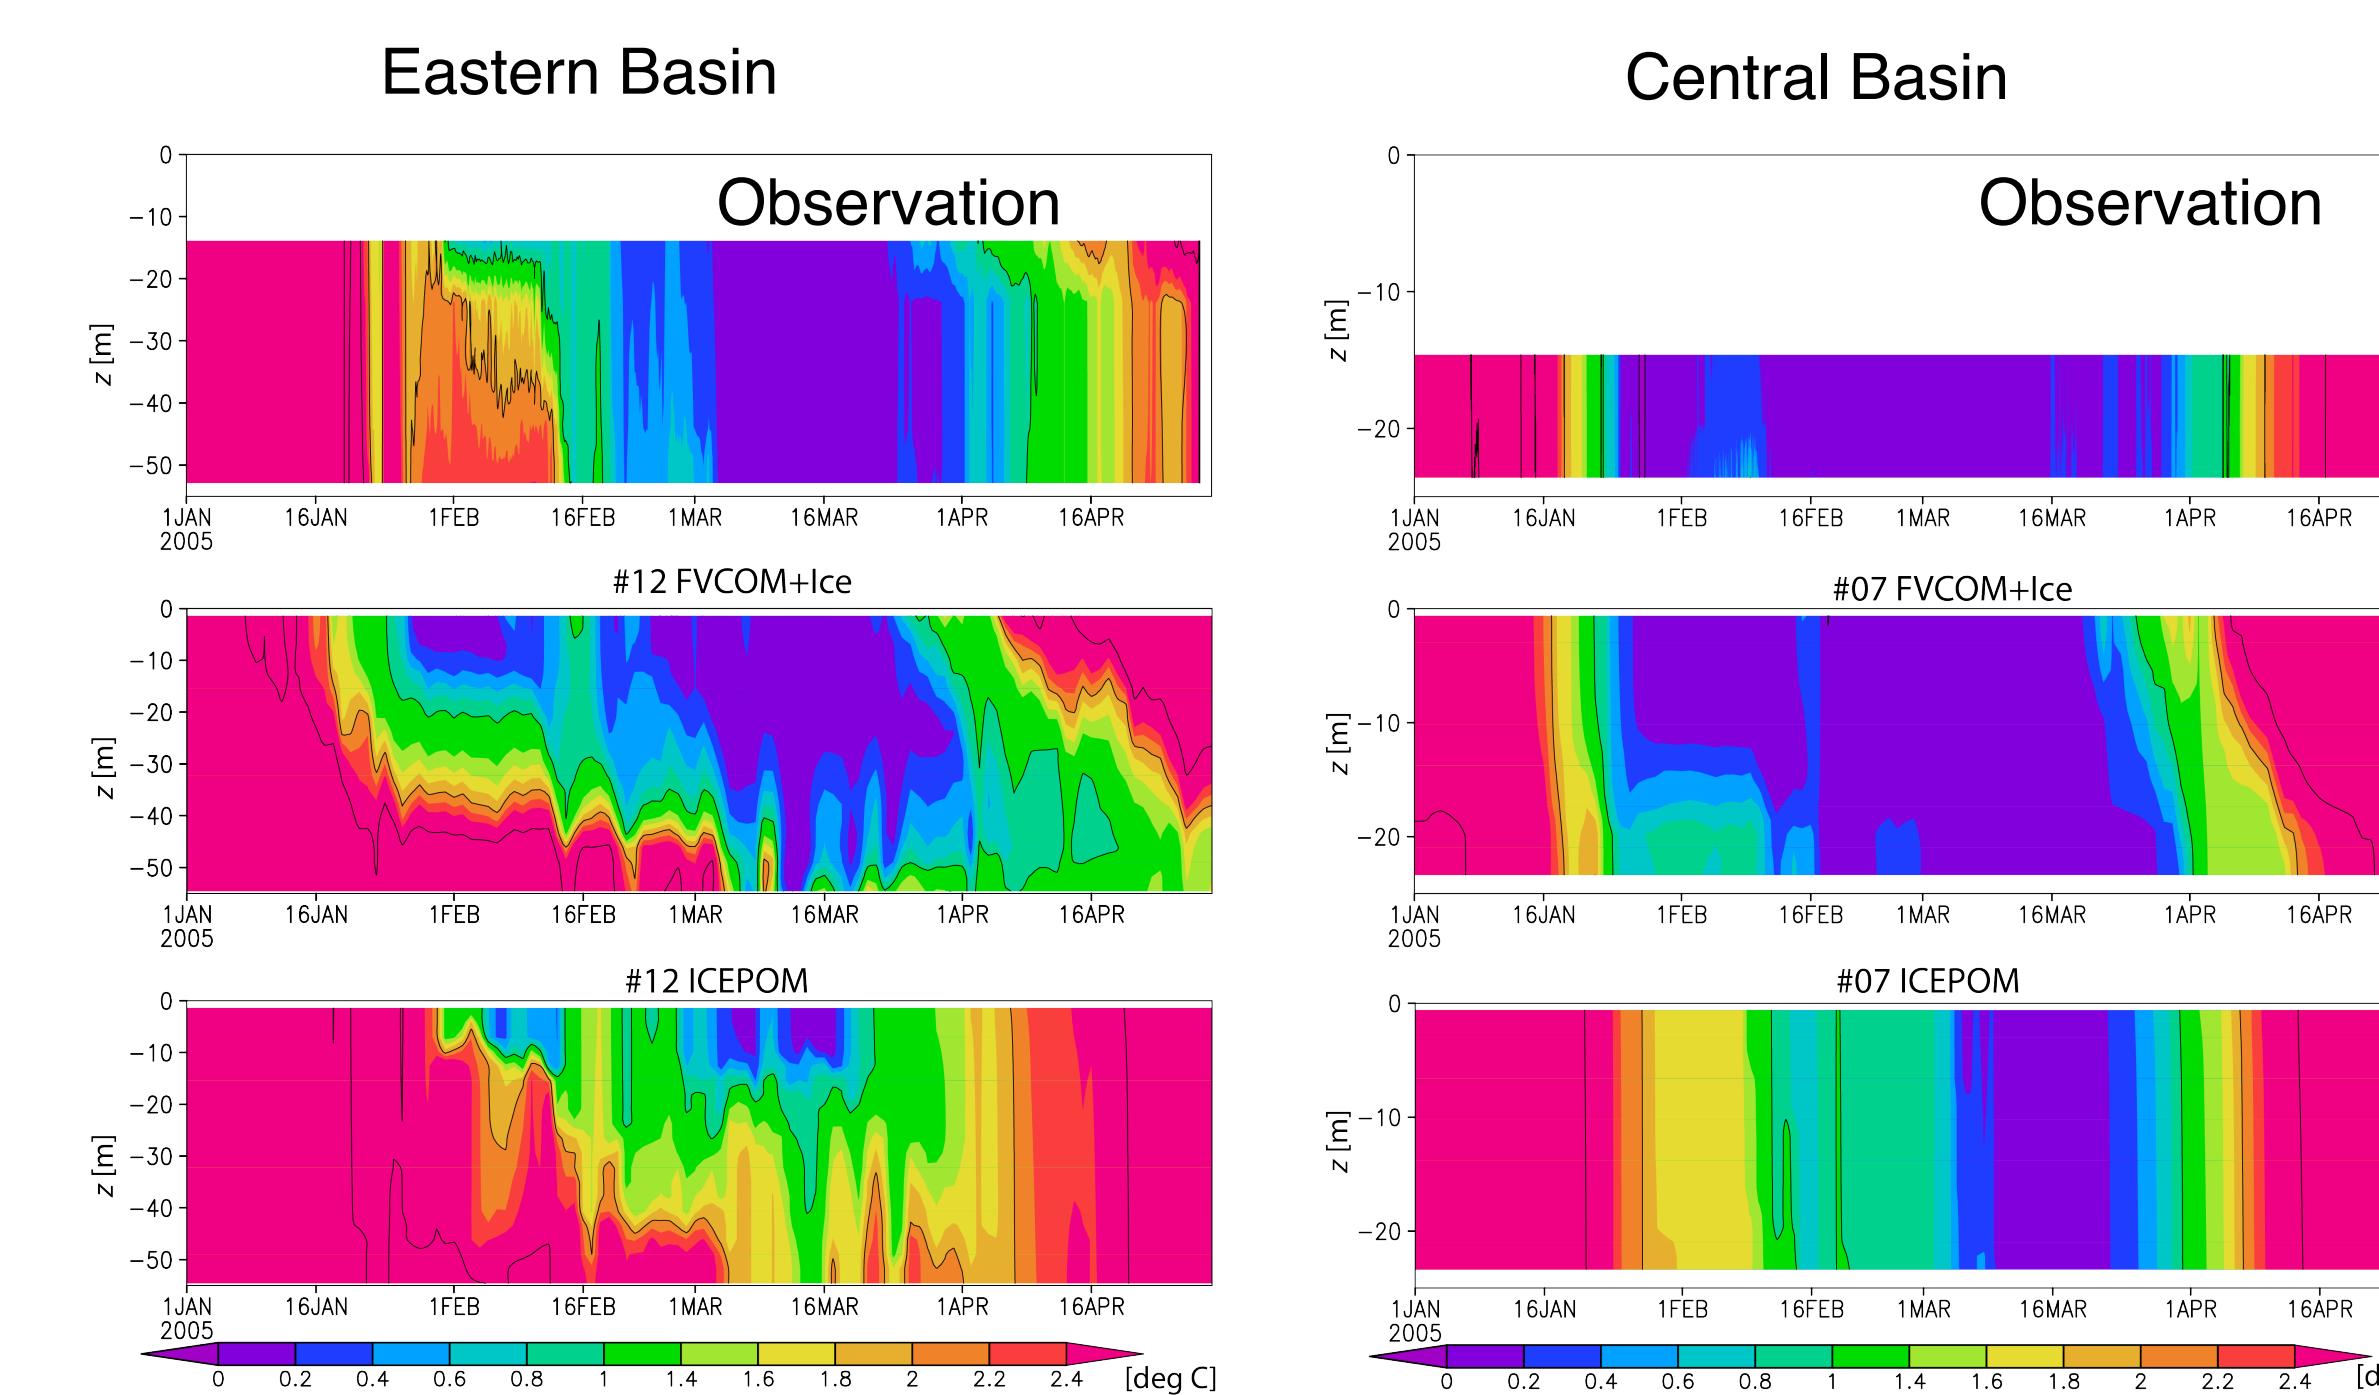 Eastern Basin
Central Basin
Observation
0
−10
−20
−30
−40
−50
z [m]
1JAN 16JAN 1FEB 16FEB 1MAR 16MAR 1APR 16APR
2005
Observation
0
−10
−20
z [m]
1JAN 16JAN 1FEB 16FEB 1MAR 16MAR 1APR 16APR
2005
#12 FVCOM+Ice
0
−10
−20
−30
−40
−50
z [m]
1JAN 16JAN 1FEB 16FEB 1MAR 16MAR 1APR 16APR
2005
#07 FVCOM+Ice
0
−10
−20
z [m]
1JAN 16JAN 1FEB 16FEB 1MAR 16MAR 1APR 16APR
2005
#12 ICEPOM
0
−10
−20
−30
−40
−50
z [m]
1JAN 16JAN 1FEB 16FEB 1MAR 16MAR 1APR 16APR
2005
0 0.2 0.4 0.6 0.8 1 1.4 1.6 1.8 2 2.2 2.4 [deg C]
#07 ICEPOM
0
−10
−20
z [m]
1JAN 16JAN 1FEB 16FEB 1MAR 16MAR 1APR 16APR
2005
0 0.2 0.4 0.6 0.8 1 1.4 1.6 1.8 2 2.2 2.4